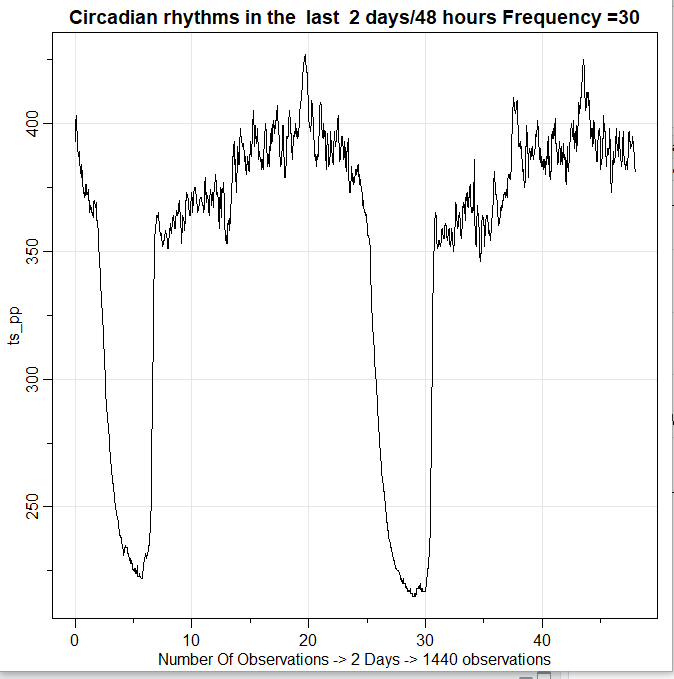 Circadian rhythms in the last 2 days/48 hours Frequency =30
400
350
300
250
ts_pp
0 10 20 30 40
Number Of Observations -> 2 Days -> 1440 observations